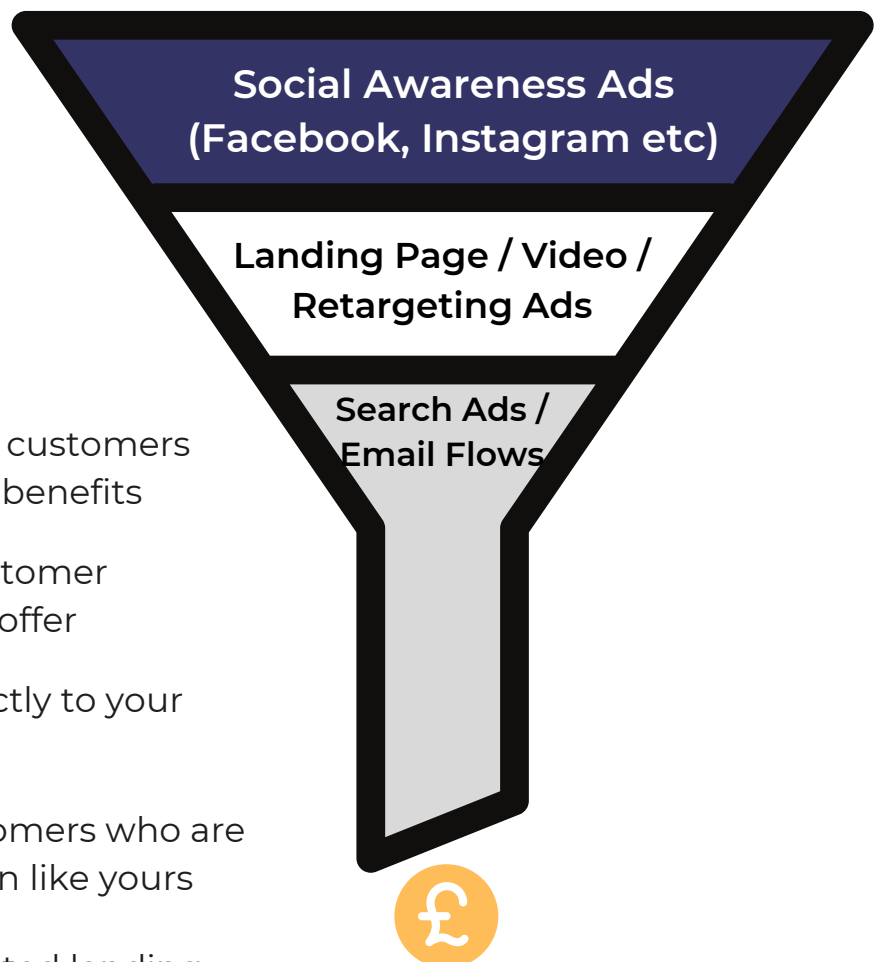 Social Awareness Ads
(Facebook, Instagram etc)
Landing Page / Video /
Retargeting Ads
Search Ads /
Email Flows
customers
benefits
tomer
offer
ctly to your
omers who are
n like yours
£